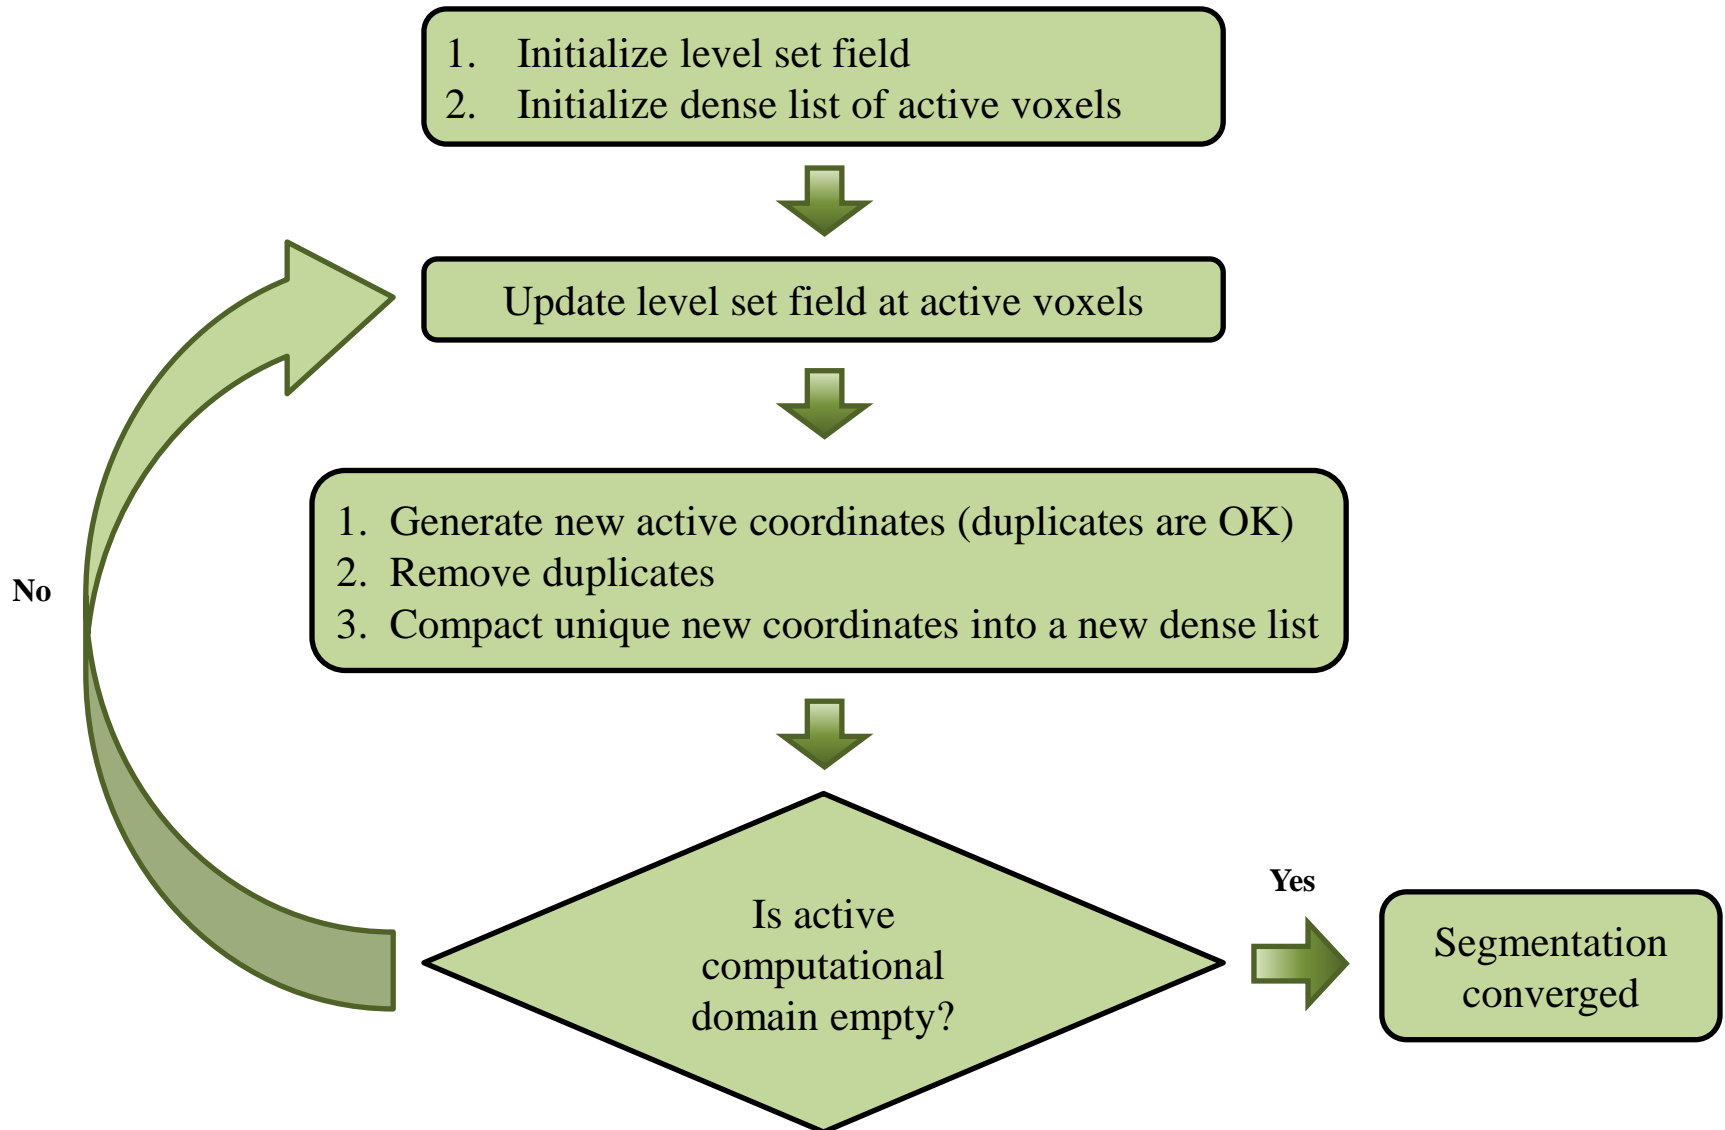 1. Initialize level set field
2. Initialize dense list of active voxels
Update level set field at active voxels
1. Generate new active coordinates (duplicates are OK)
2. Remove duplicates
3. Compact unique new coordinates into a new dense list
No
Is active
computational
domain empty?
Yes
Segmentation
converged